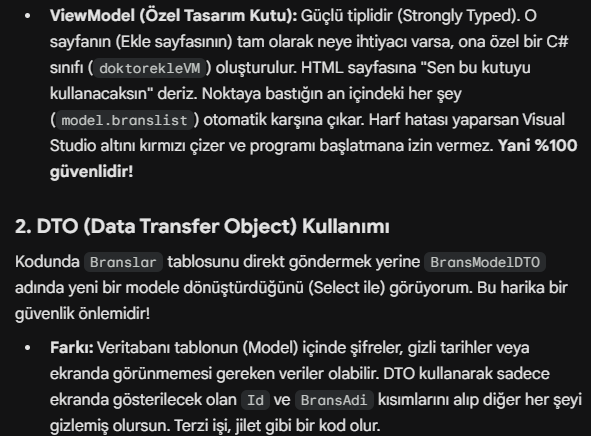 • ViewModel (Özel Tasarım Kutu): Güçlü tiplidir (Strongly Typed). O
sayfanın (Ekle sayfasının) tam olarak neye ihtiyacı varsa, ona özel bir C#
sınıfı ( doktorekleVM ) oluşturulur. HTML sayfasına "Sen bu kutuyu
kullanacaksın" deriz. Noktaya bastığın an içindeki her şey
( model.branslist ) otomatik karşına çıkar. Harf hatası yaparsan Visual
Studio altını kırmızı çizer ve programı başlatmana izin vermez. Yani %100
güvenlidir!
2. DTO (Data Transfer Object) Kullanımı
Kodunda Branslar tablosunu direkt göndermek yerine BransModelDTO
adında yeni bir modele dönüştürdüğünü (Select ile) görüyorum. Bu harika bir
güvenlik önlemidir!
• Farkı: Veritabanı tablonun (Model) içinde şifreler, gizli tarihler veya
ekranda görünmemesi gereken veriler olabilir. DTO kullanarak sadece
ekranda gösterilecek olan Id ve BransAdi kısımlarını alıp diğer her şeyi
gizlemiş olursun. Terzi işi, jilet gibi bir kod olur.